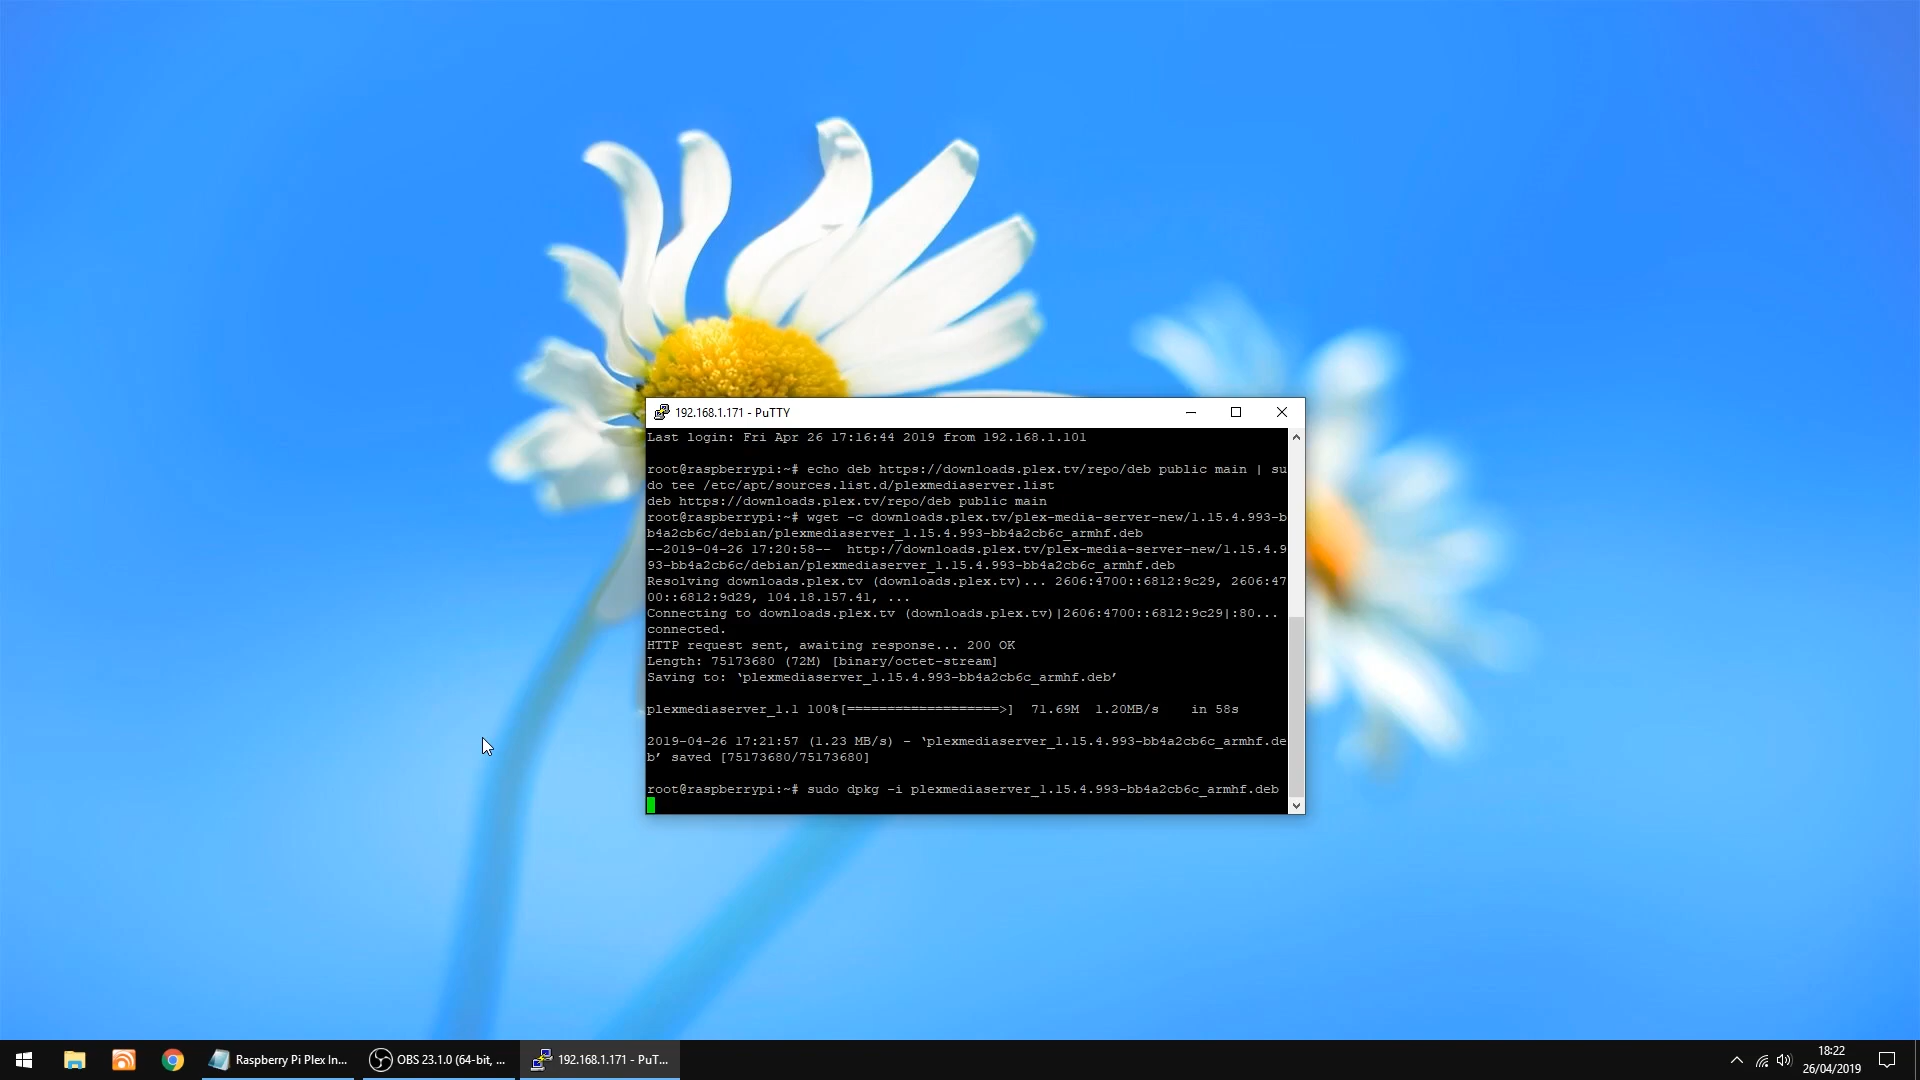 192.168.1.171 - PuTTY
Last login: Fri Apr 26 17:16:44 2019 from 192.168.1.101
root@raspberrypi:~# echo deb https://downloads.plex.tv/repo/deb public main | su
do tee /etc/apt/sources.list.d/plexmediaserver.list
deb https://downloads.plex.tv/repo/deb public main
root@raspberrypi:~# wget -c downloads.plex.tv/plex-media-server-new/1.15.4.993-b
b4a2cb6c/debian/plexmediaserver_1.15.4.993-bb4a2cb6c_armhf.deb
--2019-04-26 17:20:58--  http://downloads.plex.tv/plex-media-server-new/1.15.4.9
93-bb4a2cb6c/debian/plexmediaserver_1.15.4.993-bb4a2cb6c_armhf.deb
Resolving downloads.plex.tv (downloads.plex.tv)... 2606:4700::6812:9c29, 2606:47
00::6812:9d29, 104.18.157.41, ...
Connecting to downloads.plex.tv (downloads.plex.tv)|2606:4700::6812:9c29|:80...
connected.
HTTP request sent, awaiting response... 200 OK
Length: 75173680 (72M) [binary/octet-stream]
Saving to: ‘plexmediaserver_1.15.4.993-bb4a2cb6c_armhf.deb’
plexmediaserver_1.1 100%[===================>]  71.69M  1.20MB/s    in 58s
2019-04-26 17:21:57 (1.23 MB/s) - ‘plexmediaserver_1.15.4.993-bb4a2cb6c_armhf.de
b’ saved [75173680/75173680]
root@raspberrypi:~# sudo dpkg -i plexmediaserver_1.15.4.993-bb4a2cb6c_armhf.deb
Raspberry Pi Plex In...
OBS 23.1.0 (64-bit, ...
192.168.1.171 - PuT...
18:22
26/04/2019